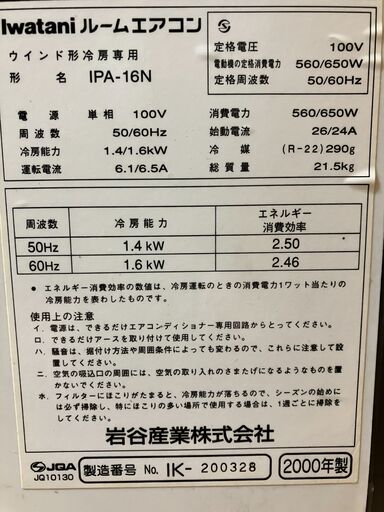 Iwatani ルームエアコン
ウインド形冷房専用
形 名 IPA-16N
定格電圧 100V
電動機の定格消費電力 560/650W
定格周波数 50/60Hz
電 源 単相 100V
周 波 数 50/60Hz
冷房能力 1.4/1.6kW
運転電流 6.1/6.5A
消費電力 560/650W
始動電流 26/24A
冷 媒 (R-22)290g
総 質 量 21.5kg
周波数 冷房能力 エネルギー消費効率
50Hz 1.4 kW 2.50
60Hz 1.6 kW 2.46
● エネルギー消費効率の数値は、冷房運転のときの消費電力1ワット当たりの
冷房能力を表わしたものです。
使用上の注意
イ. 電源は、できるだけエアコンディショナー専用回路からとってください。
ロ. できるだけアースを取り付けて使用してください。
ハ. 騒音は、据付け方法や周囲条件によっても変わるので、これらに注意して設
置してください。
ニ. 空気の吸込口の周囲には、空気の取り入れのさまたげになるようなものを置
かないでください。
ホ. フィルターにほこりがたまると、冷房能力が落ちるので、シーズンの始めに
は必ず掃除し、特にほこりの多い場所で使用する場合は、1週ごとに掃除し
てください。
岩谷産業株式会社
JQA
JQ10130
製造番号 No. IK- 200328
2000年製